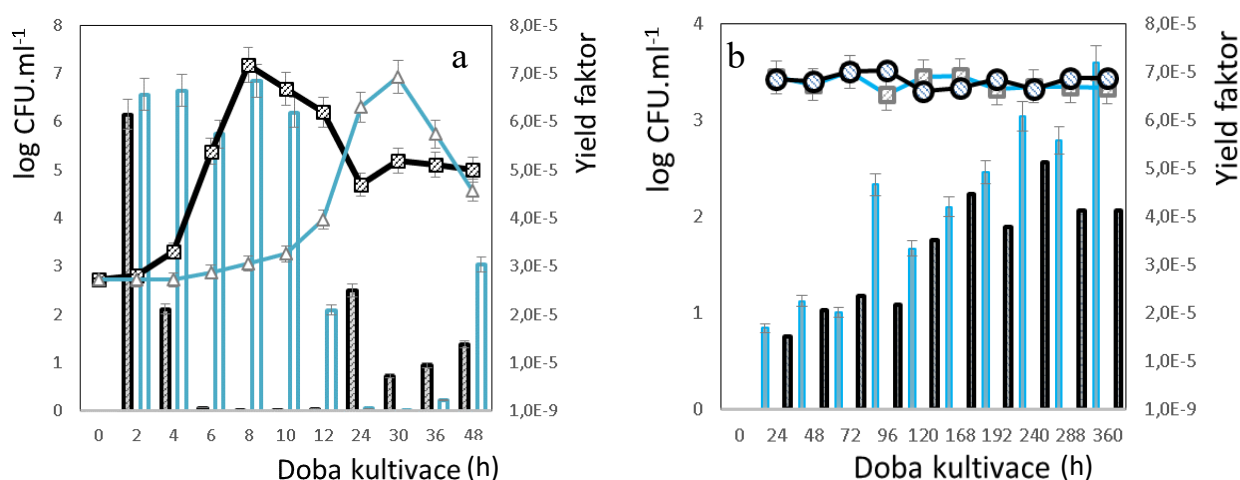 a
log CFU.ml-1
8
7
6
5
4
3
2
1
0
8,0E-5
7,0E-5
6,0E-5
5,0E-5
4,0E-5
3,0E-5
2,0E-5
1,0E-5
1,0E-9
Yield faktor
0 2 4 6 8 10 12 24 30 36 48
Doba kultivace (h)
b
log CFU.ml-1
4
3
2
1
0
8,0E-5
7,0E-5
6,0E-5
5,0E-5
4,0E-5
3,0E-5
2,0E-5
1,0E-5
1,0E-9
Yield faktor
0 24 48 72 96 120 168 192 240 288 360
Doba kultivace (h)